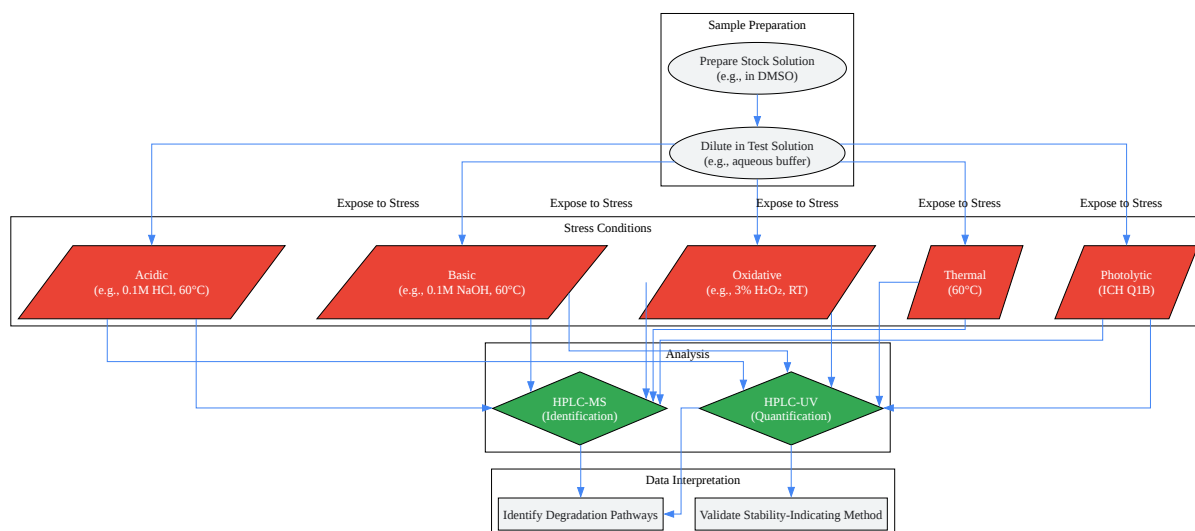 Sample Preparation
Prepare Stock Solution
(e.g., in DMSO)
Dilute in Test Solution
(e.g., aqueous buffer)
Expose to Stress
Expose to Stress
Expose to Stress
Expose to Stress
Expose to Stress
Stress Conditions
Acidic
(e.g., 0.1M HCl, 60°C)
Basic
(e.g., 0.1M NaOH, 60°C)
Oxidative
(e.g., 3% H₂O₂, RT)
Thermal
(60°C)
Photolytic
(ICH Q1B)
Analysis
HPLC-MS
(Identification)
HPLC-UV
(Quantification)
Data Interpretation
Identify Degradation Pathways
Validate Stability-Indicating Method